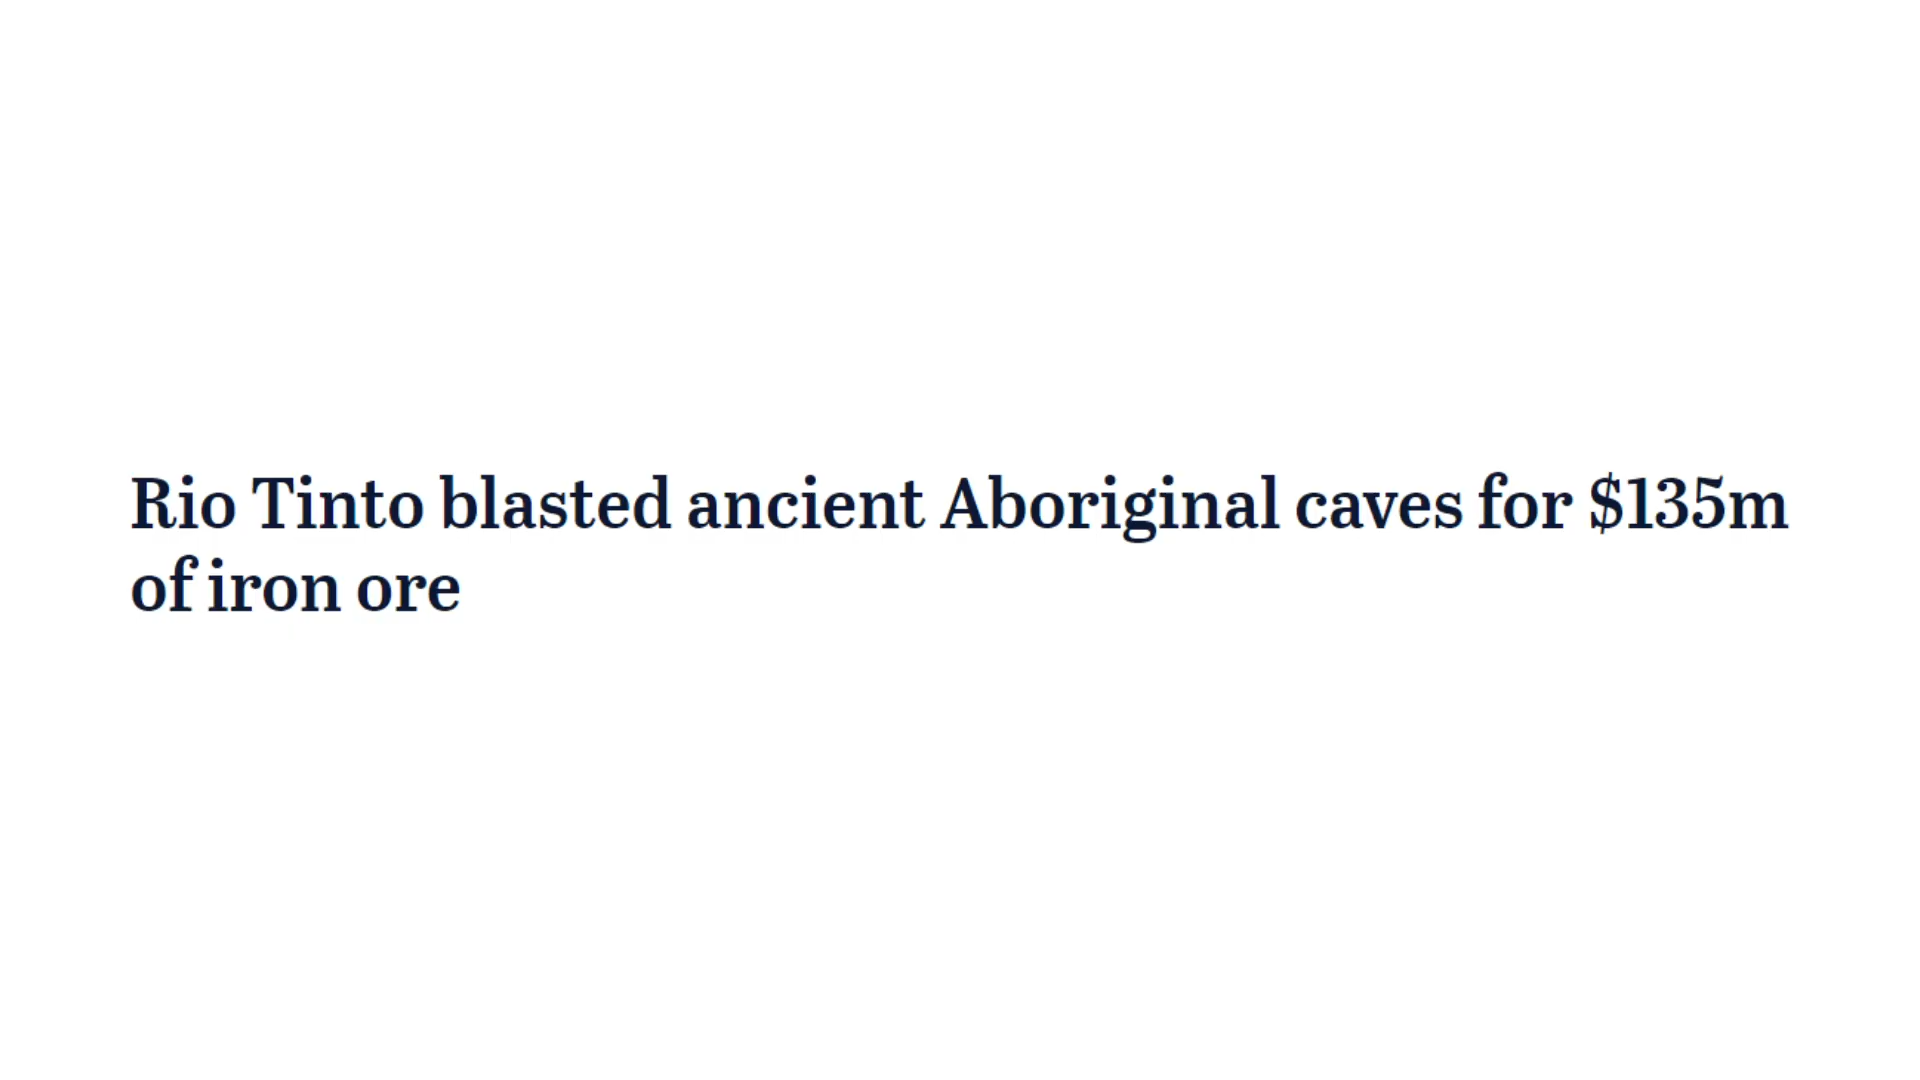 Rio Tinto blasted ancient Aboriginal caves for $135m
of iron ore